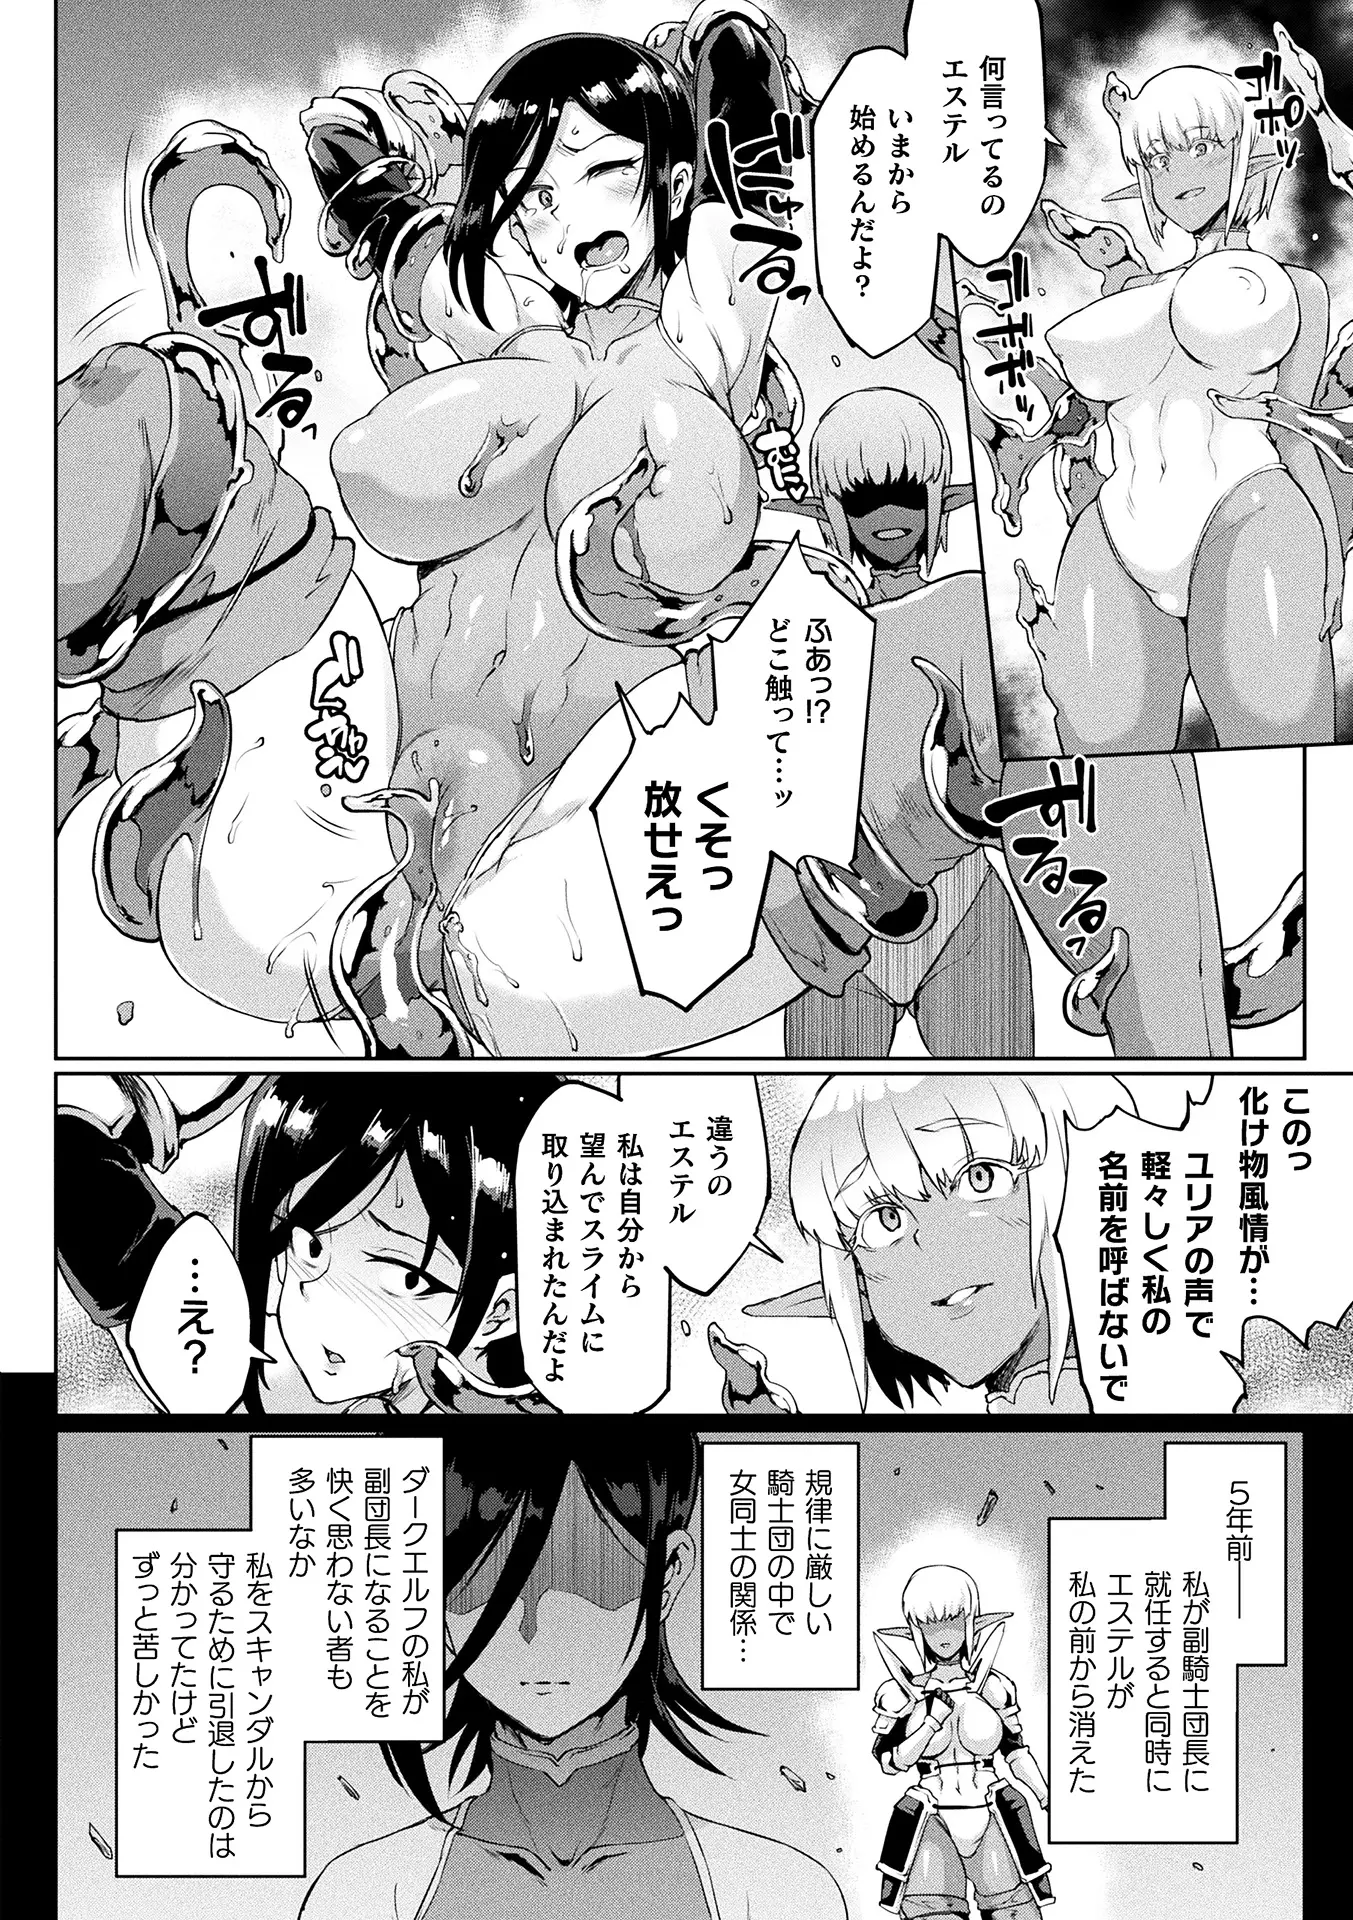 何言ってるの
エステル
いまから
始めるんだよ?
ふあっ!?
どこ触って…ッ
くそっ
放せえっ
このっ
化け物風情が…
ユリアの声で
軽々しく私の
名前を呼ばないで
違うの
エステル
私は自分から
望んでスライムに
取り込まれたんだよ
…え?
5年前――
私が副騎士団長に
就任すると同時に
エステルが
私の前から消えた
規律に厳しい
騎士団の中で
女同士の関係…
ダークエルフの私が
副団長になることを
快く思わない者も
多いなか
私をスキャンダルから
守るために引退したのは
分かってたけど
ずっと苦しかった
ずるるっ
ずるるるっ